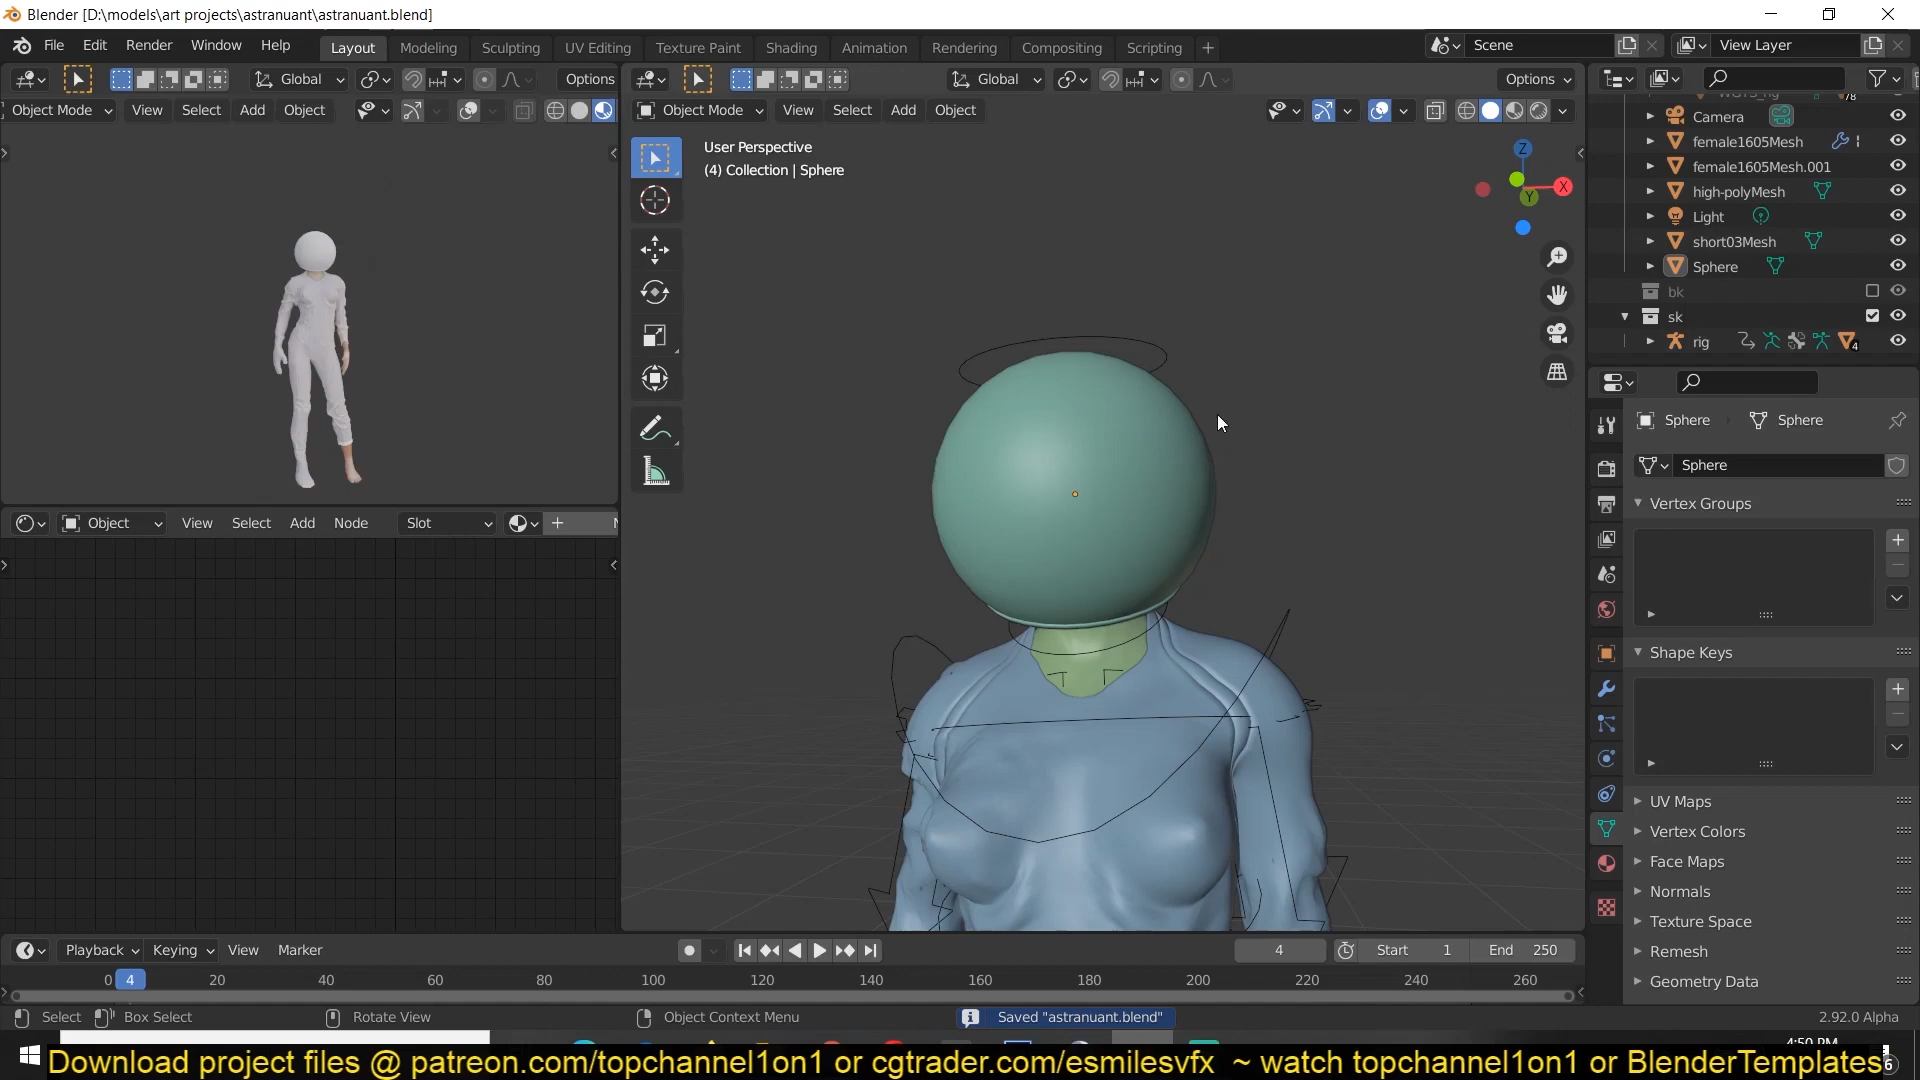 Blender [D:\models\art projects\astranuant\astranuant.blend]
File Edit Render Window Help
Layout Modeling Sculpting UV Editing Texture Paint Shading Animation Rendering Compositing Scripting +
Scene
View Layer
Global
Options
Global
Options
Object Mode View Select Add Object
Object Mode View Select Add Object
User Perspective
(4) Collection | Sphere
Z
X
Y
78
Camera
female1605Mesh
female1605Mesh.001
high-polyMesh
Light
short03Mesh
Sphere
bk
sk
rig
4
Sphere Sphere
Sphere
Vertex Groups
Shape Keys
UV Maps
Vertex Colors
Face Maps
Normals
Texture Space
Remesh
Geometry Data
Object View Select Add Node Slot
Playback Keying View Marker
4 Start 1 End 250
0 4 20 40 60 80 100 120 140 160 180 200 220 240 260
Select Box Select Rotate View Object Context Menu Saved "astranuant.blend" 2.92.0 Alpha
4:50 PM
Download project files @ patreon.com/topchannel1on1 or cgtrader.com/esmilesvfx ~ watch topchannel1on1 or BlenderTemplates
6